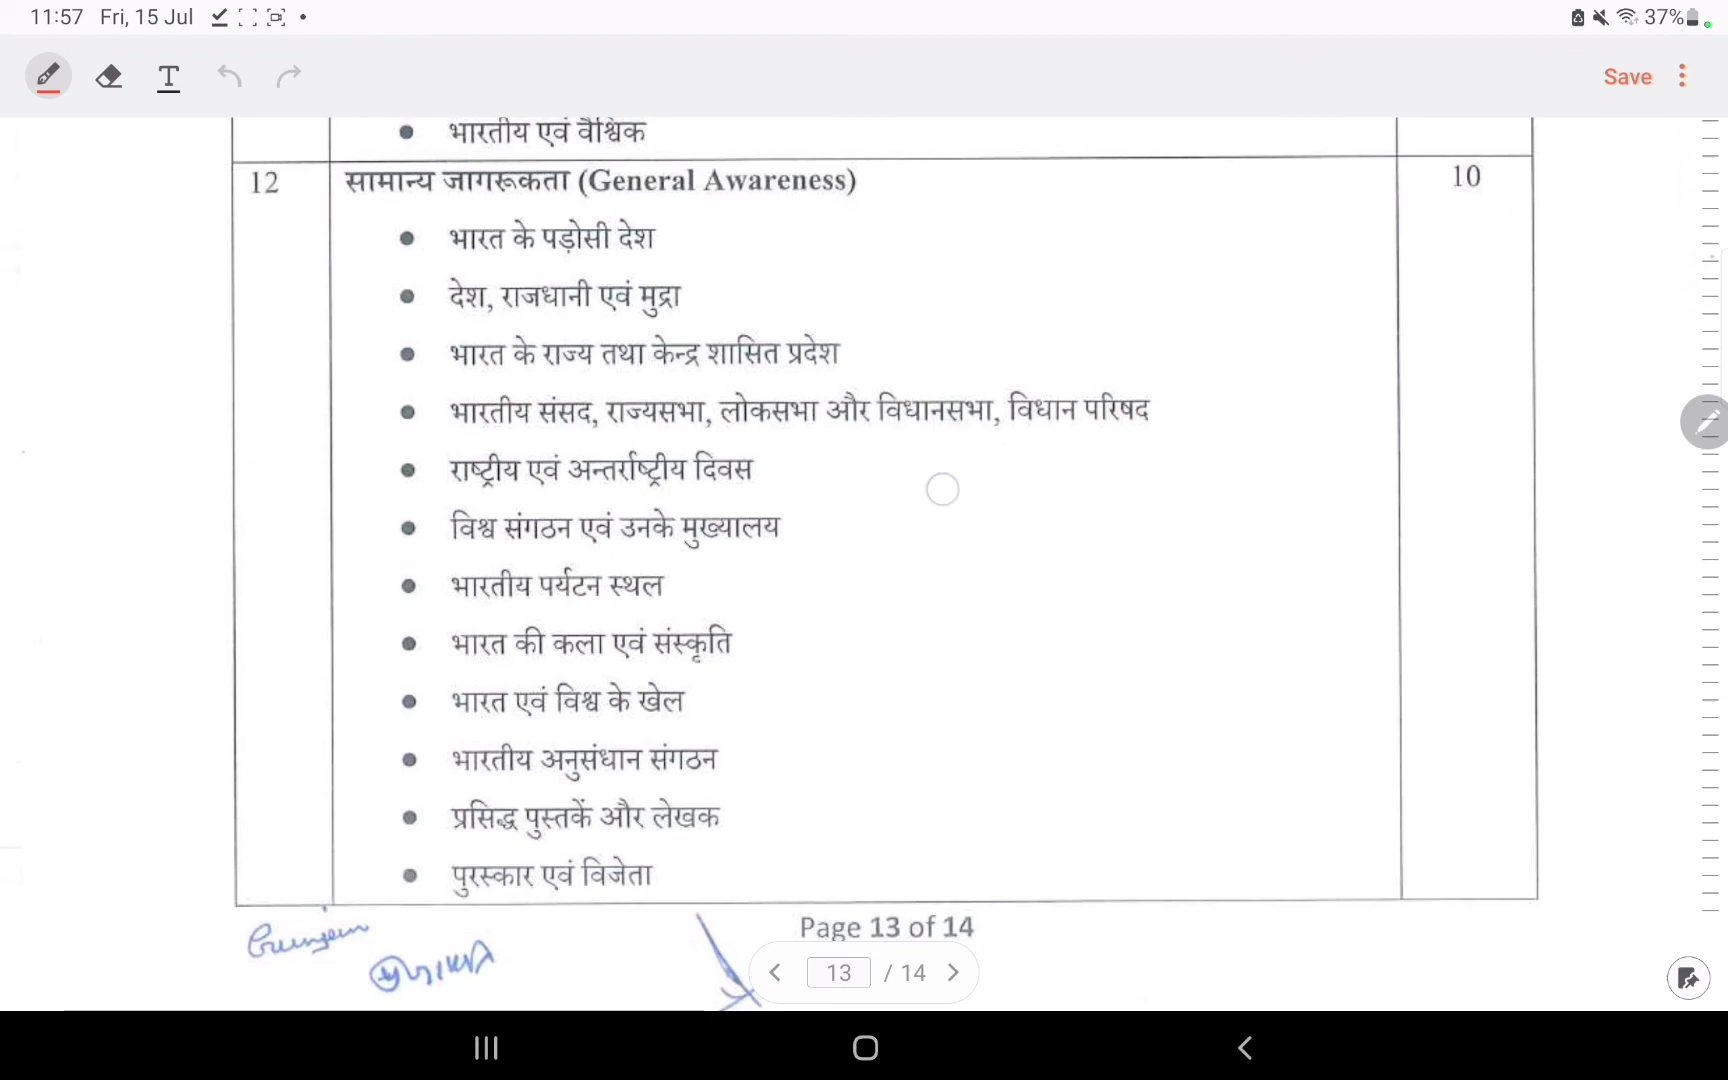 11:57 Fri, 15 Jul 37%
T Save
भारतीय एवं वैश्विक
12 सामान्य जागरूकता (General Awareness) 10
भारत के पड़ोसी देश
देश, राजधानी एवं मुद्रा
भारत के राज्य तथा केन्द्र शासित प्रदेश
भारतीय संसद, राज्यसभा, लोकसभा और विधानसभा, विधान परिषद
राष्ट्रीय एवं अन्तर्राष्ट्रीय दिवस
विश्व संगठन एवं उनके मुख्यालय
भारतीय पर्यटन स्थल
भारत की कला एवं संस्कृति
भारत एवं विश्व के खेल
भारतीय अनुसंधान संगठन
प्रसिद्ध पुस्तकें और लेखक
पुरस्कार एवं विजेता
Page 13 of 14
13 / 14